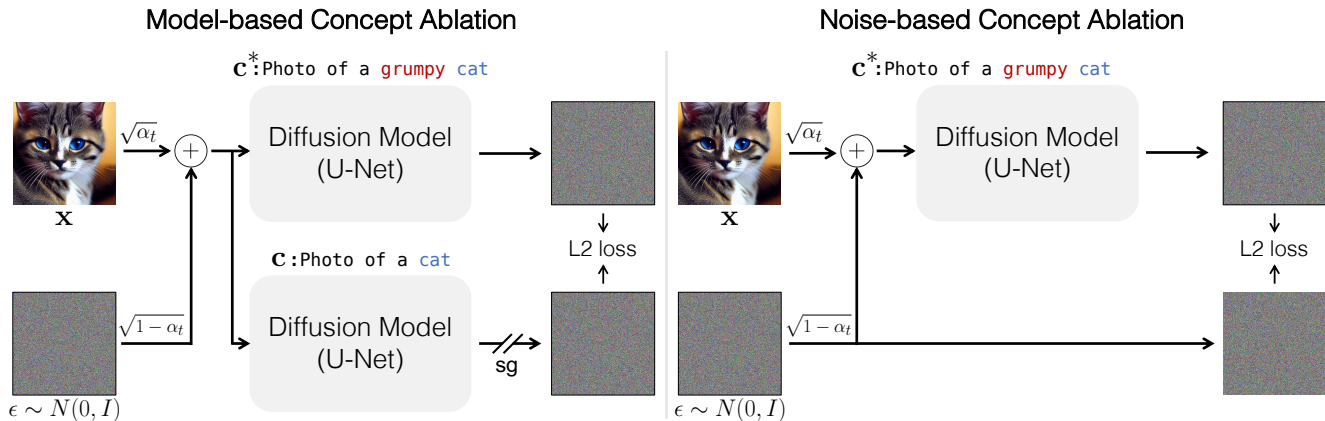 Model-based Concept Ablation
c*:Photo of a grumpy cat
√αt
+
Diffusion Model
(U-Net)
x
L2 loss
c:Photo of a cat
√1 − αt
Diffusion Model
(U-Net)
sg
ϵ ∼ N(0, I)
Noise-based Concept Ablation
c*:Photo of a grumpy cat
√αt
+
Diffusion Model
(U-Net)
x
L2 loss
√1 − αt
ϵ ∼ N(0, I)